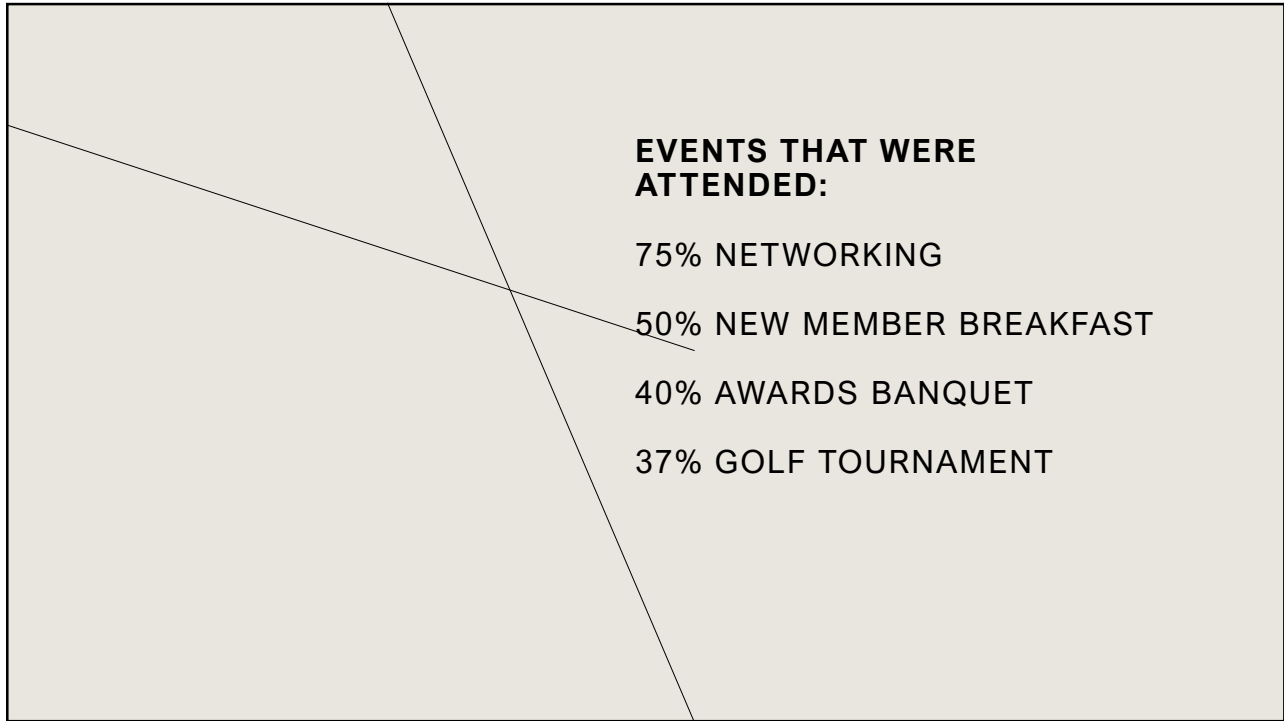 EVENTS THAT WERE
ATTENDED:
75% NETWORKING
50% NEW MEMBER BREAKFAST
40% AWARDS BANQUET
37% GOLF TOURNAMENT